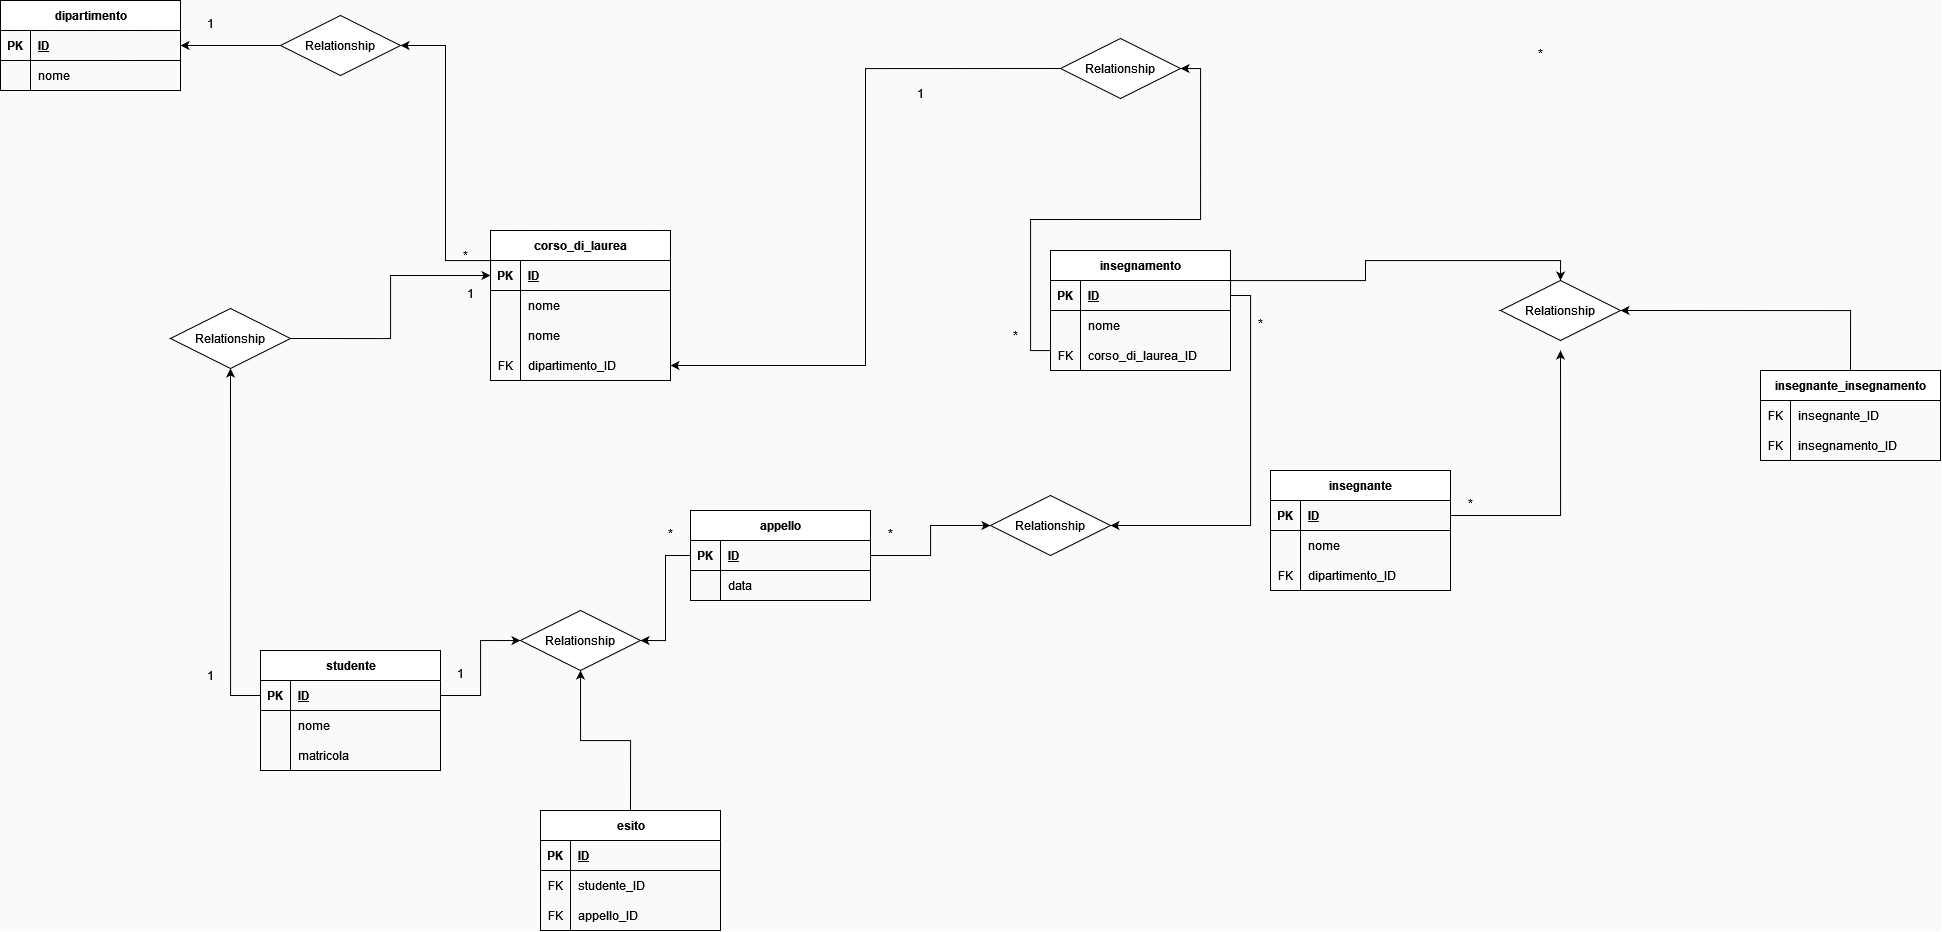 dipartimento
1
PK ID
Relationship
nome
Relationship
*
1
corso_di_laurea
*
PK ID
1
nome
nome
FK dipartimento_ID
Relationship
insegnamento
PK ID
nome
FK corso_di_laurea_ID
*
*
Relationship
insegnante_insegnamento
FK insegnante_ID
FK insegnamento_ID
insegnante
PK ID
nome
FK dipartimento_ID
*
appello
PK ID
data
*
*
Relationship
Relationship
studente
PK ID
nome
matricola
1
1
esito
PK ID
FK studente_ID
FK appello_ID